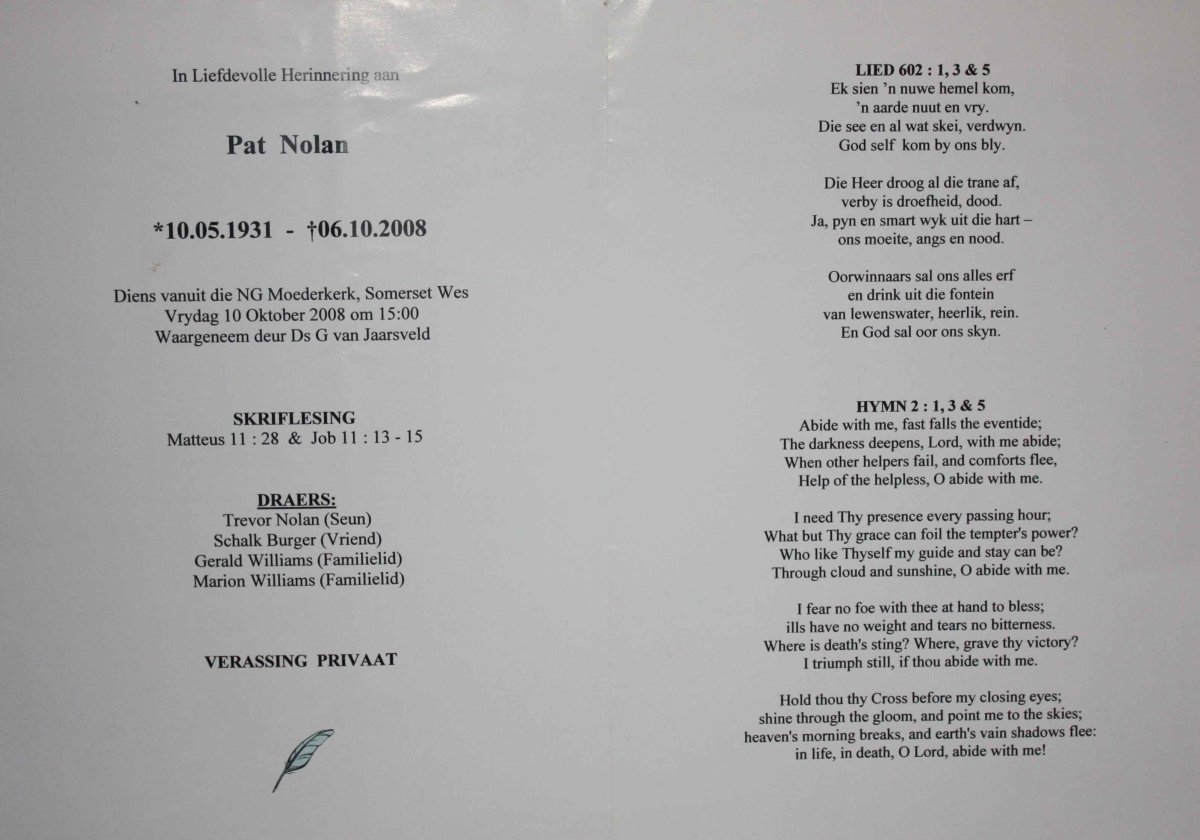 In Liefdevolle Herinnering aan
Pat Nolan
*10.05.1931 - †06.10.2008
Diens vanuit die NG Moederkerk, Somerset Wes
Vrydag 10 Oktober 2008 om 15:00
Waargeneem deur Ds G van Jaarsveld
SKRIFLESING
Matteus 11 : 28 & Job 11 : 13 - 15
DRAERS:
Trevor Nolan (Seun)
Schalk Burger (Vriend)
Gerald Williams (Familielid)
Marion Williams (Familielid)
VERASSING PRIVAAT
LIED 602 : 1, 3 & 5
Ek sien ’n nuwe hemel kom,
’n aarde nuut en vry.
Die see en al wat skei, verdwyn.
God self kom by ons bly.
Die Heer droog al die trane af,
verby is droefheid, dood.
Ja, pyn en smart wyk uit die hart –
ons moeite, angs en nood.
Oorwinnaars sal ons alles erf
en drink uit die fontein
van lewenswater, heerlik, rein.
En God sal oor ons skyn.
HYMN 2 : 1, 3 & 5
Abide with me, fast falls the eventide;
The darkness deepens, Lord, with me abide;
When other helpers fail, and comforts flee,
Help of the helpless, O abide with me.
I need Thy presence every passing hour;
What but Thy grace can foil the tempter's power?
Who like Thyself my guide and stay can be?
Through cloud and sunshine, O abide with me.
I fear no foe with thee at hand to bless;
ills have no weight and tears no bitterness.
Where is death's sting? Where, grave thy victory?
I triumph still, if thou abide with me.
Hold thou thy Cross before my closing eyes;
shine through the gloom, and point me to the skies;
heaven's morning breaks, and earth's vain shadows flee:
in life, in death, O Lord, abide with me!